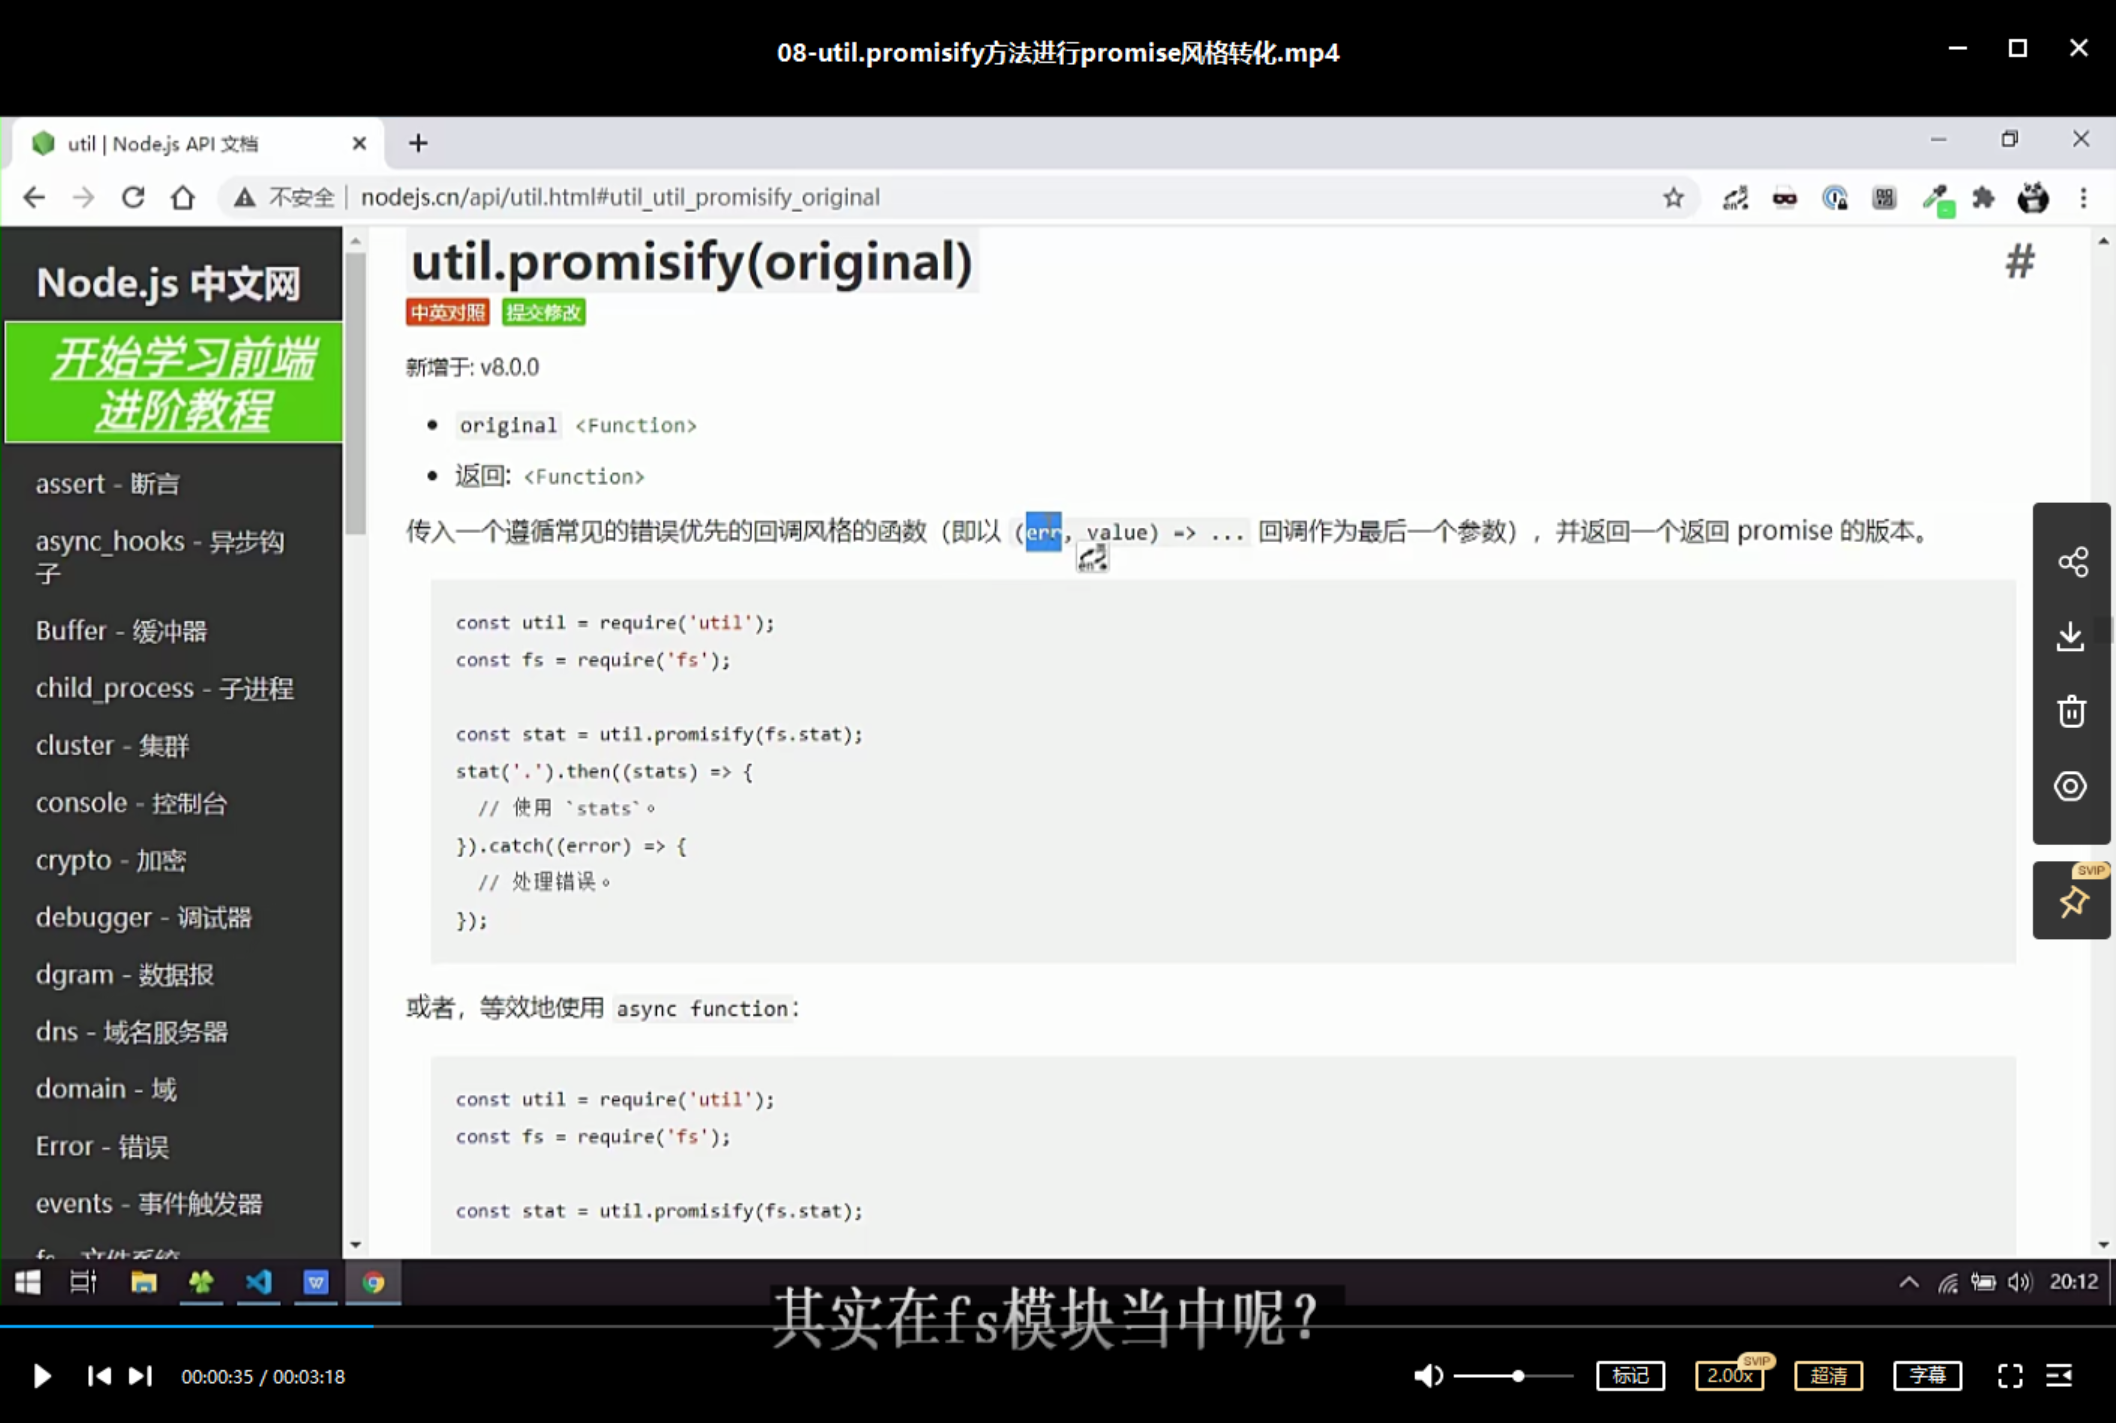 08-util.promisify方法进行promise风格转化.mp4
util | Node.js API 文档
不安全 | nodejs.cn/api/util.html#util_util_promisify_original
Node.js 中文网
开始学习前端
进阶教程
assert - 断言
async_hooks - 异步钩
子
Buffer - 缓冲器
child_process - 子进程
cluster - 集群
console - 控制台
crypto - 加密
debugger - 调试器
dgram - 数据报
dns - 域名服务器
domain - 域
Error - 错误
events - 事件触发器
fs - 文件系统
util.promisify(original)
#
中英对照 提交修改
新增于: v8.0.0
original <Function>
返回: <Function>
传入一个遵循常见的错误优先的回调风格的函数（即以 (err, value) => ... 回调作为最后一个参数），并返回一个返回 promise 的版本。
en
const util = require('util');
const fs = require('fs');
const stat = util.promisify(fs.stat);
stat('.').then((stats) => {
// 使用 `stats`。
}).catch((error) => {
// 处理错误。
});
或者，等效地使用 async function:
const util = require('util');
const fs = require('fs');
const stat = util.promisify(fs.stat);
SVIP
20:12
其实在fs模块当中呢？
00:00:35 / 00:03:18
标记
2.00x
SVIP
超清
字幕